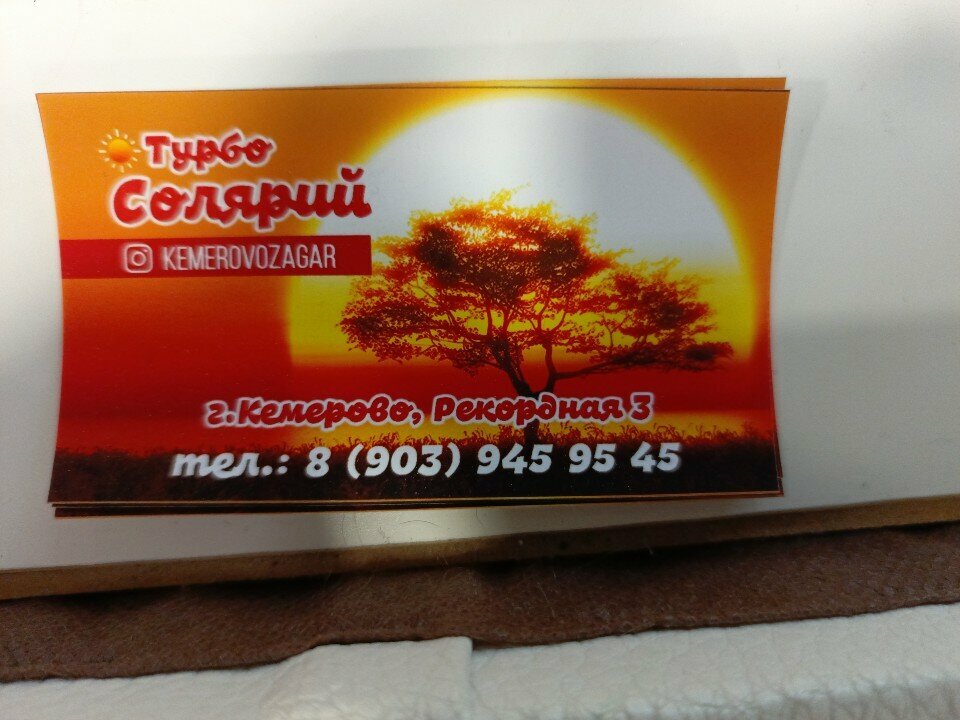 Турбо
Солярий
KEMEROVOZAGAR
г.Кемерово, Рекордная 3
тел.: 8 (903) 945 95 45